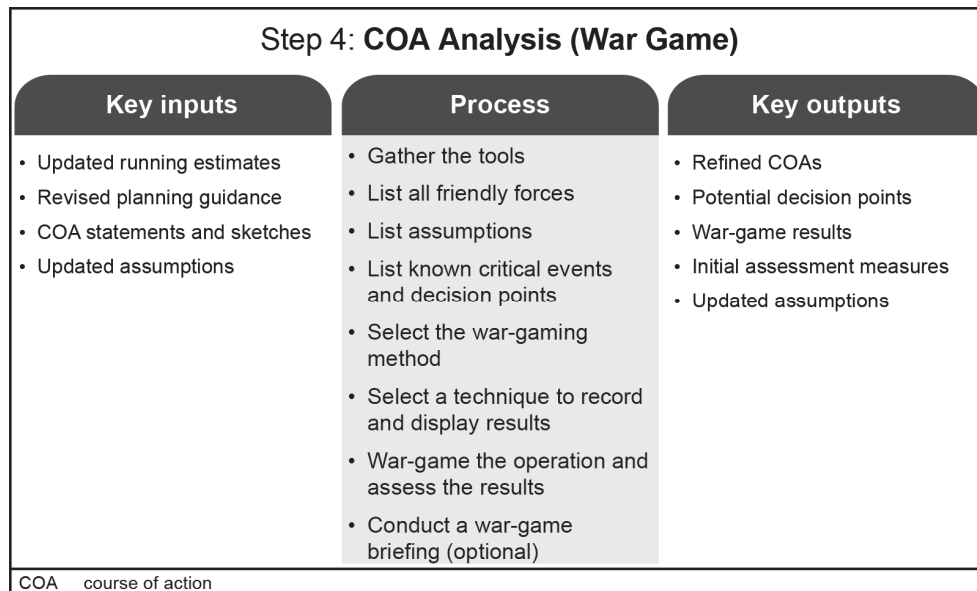 Step 4: COA Analysis (War Game)
Key inputs
• Updated running estimates
• Revised planning guidance
• COA statements and sketches
• Updated assumptions
Process
• Gather the tools
• List all friendly forces
• List assumptions
• List known critical events
and decision points
• Select the war-gaming
method
• Select a technique to record
and display results
• War-game the operation and
assess the results
• Conduct a war-game
briefing (optional)
Key outputs
• Refined COAs
• Potential decision points
• War-game results
• Initial assessment measures
• Updated assumptions
COA course of action